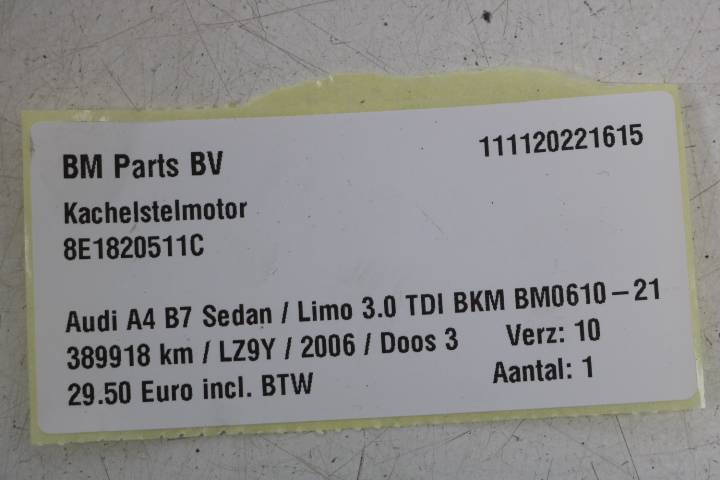 BM Parts BV 111120221615
Kachelstelmotor
8E1820511C
Audi A4 B7 Sedan / Limo 3.0 TDI BKM BM0610-21
389918 km / LZ9Y / 2006 / Doos 3 Verz: 10
29.50 Euro incl. BTW Aantal: 1